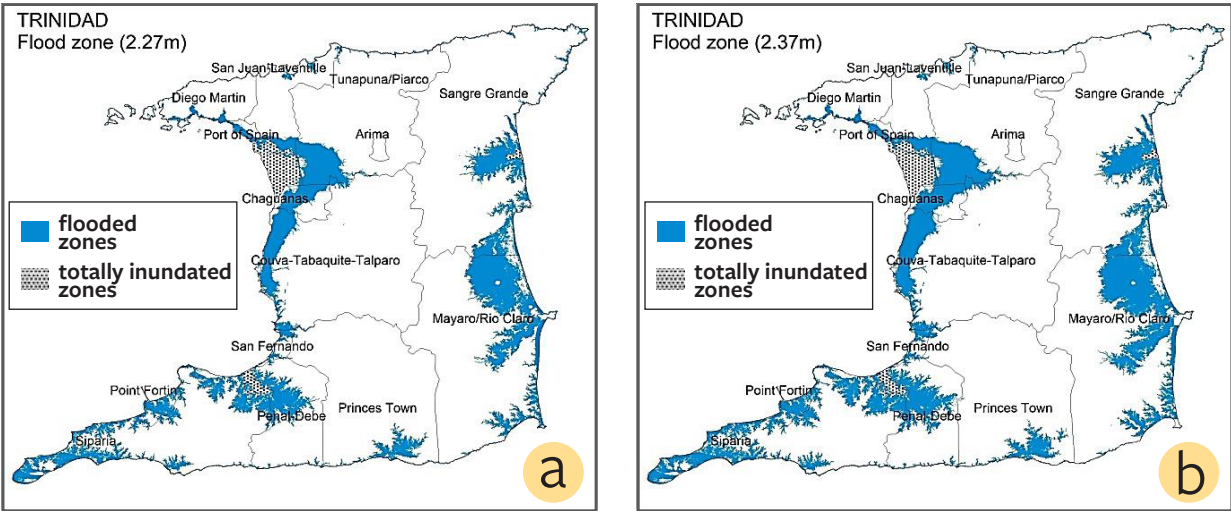 TRINIDAD
Flood zone (2.27m)
San Juan-Laventille
Tunapuna/Piarco
Diego Martin
Sangre Grande
Port of Spain
Arima
Chaguanas
flooded
zones
totally inundated
zones
Couva-Tabaquite-Talparo
Mayaro/Rio Claro
San Fernando
Point Fortin
Penal-Debe
Princes Town
Siparia
a
TRINIDAD
Flood zone (2.37m)
San Juan-Laventille
Tunapuna/Piarco
Diego Martin
Sangre Grande
Port of Spain
Arima
Chaguanas
flooded
zones
totally inundated
zones
Couva-Tabaquite-Talparo
Mayaro/Rio Claro
San Fernando
Point Fortin
Penal-Debe
Princes Town
Siparia
b